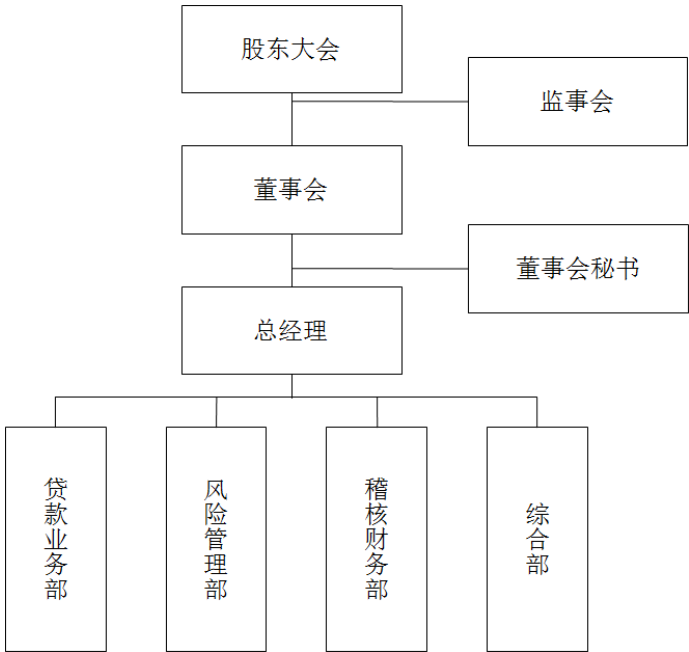 股东大会
监事会
董事会
董事会秘书
总经理
贷款业务部
风险管理部
稽核财务部
综合部